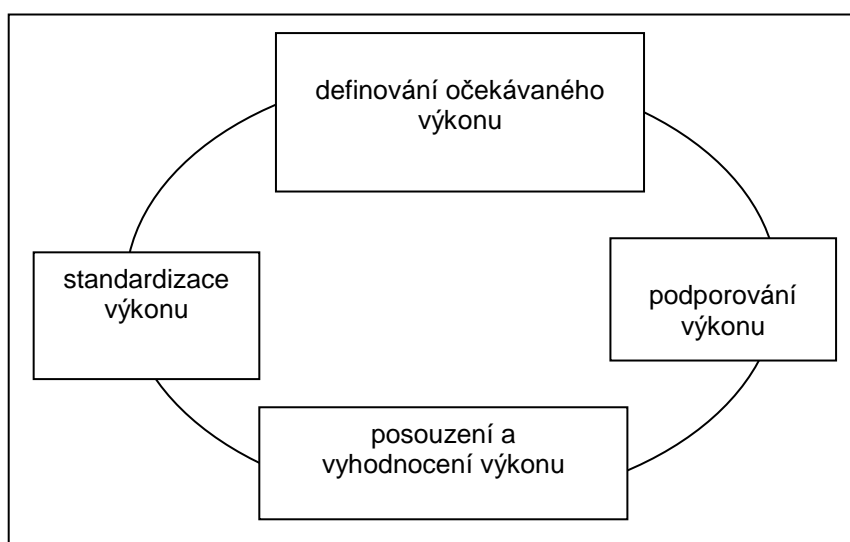 definování očekávaného
výkonu
standardizace
výkonu
podporování
výkonu
posouzení a
vyhodnocení výkonu